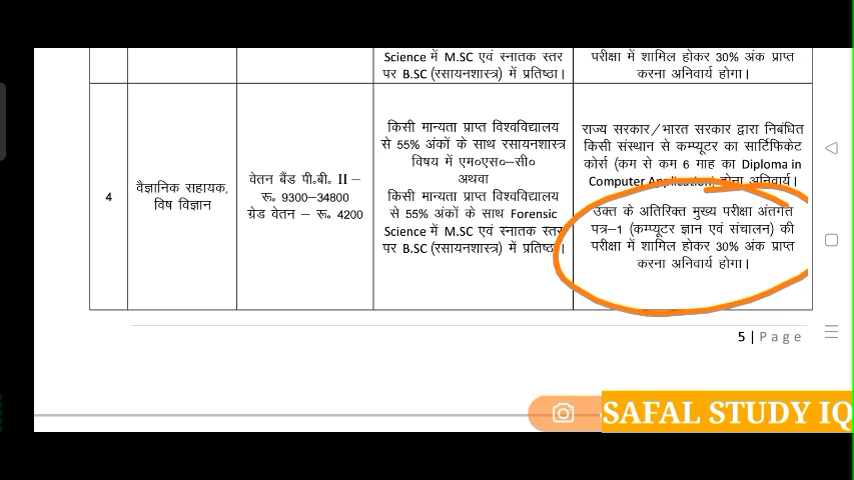 Science में M.SC एवं स्नातक स्तर
पर B.SC (रसायनशास्त्र) में प्रतिष्ठा।
परीक्षा में शामिल होकर 30% अंक प्राप्त
करना अनिवार्य होगा।
4
वैज्ञानिक सहायक,
विष विज्ञान
वेतन बैंड पी॰बी॰ II –
रू॰ 9300–34800
ग्रेड वेतन – रू॰ 4200
किसी मान्यता प्राप्त विश्वविद्यालय
से 55% अंकों के साथ रसायनशास्त्र
विषय में एम०एस०–सी०
अथवा
किसी मान्यता प्राप्त विश्वविद्यालय
से 55% अंकों के साथ Forensic
Science में M.SC एवं स्नातक स्तर
पर B.SC (रसायनशास्त्र) में प्रतिष्ठा।
राज्य सरकार/भारत सरकार द्वारा निबंधित
किसी संस्थान से कम्प्यूटर का सार्टिफिकेट
कोर्स (कम से कम 6 माह का Diploma in
Computer Application) होना अनिवार्य।
उक्त के अतिरिक्त मुख्य परीक्षा अंतर्गत
पत्र–1 (कम्प्यूटर ज्ञान एवं संचालन) की
परीक्षा में शामिल होकर 30% अंक प्राप्त
करना अनिवार्य होगा।
5 | Page
SAFAL STUDY IQ